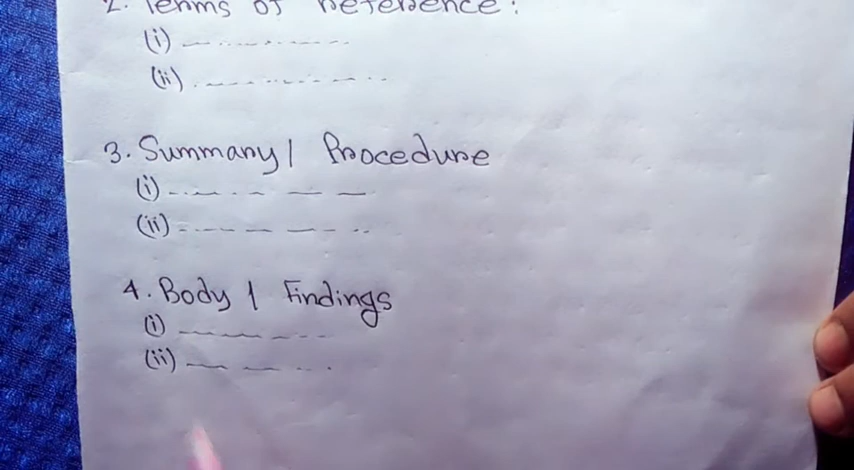 2. Terms of Reference:
(i)
(ii)
3. Summary / Procedure
(i)
(ii)
4. Body / Findings
(i)
(ii)